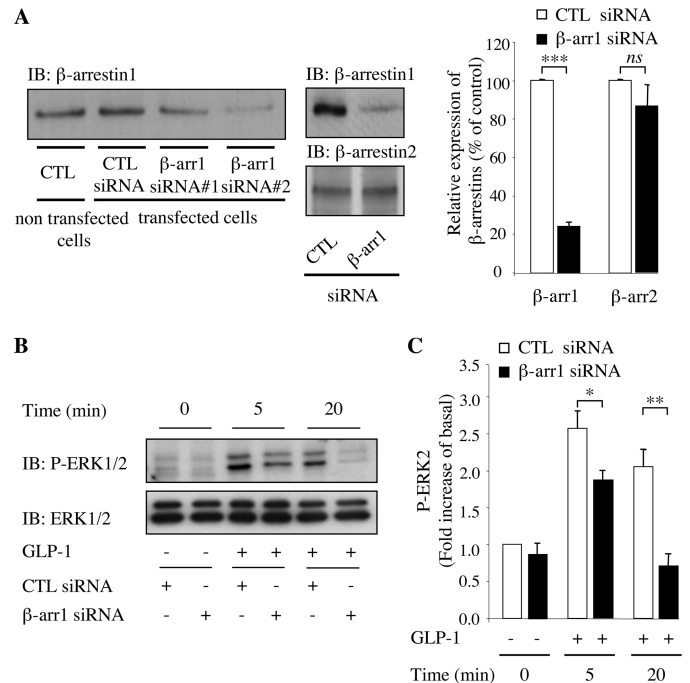 A
IB: β-arrestin1
CTL
CTL siRNA
β-arr1 siRNA#1
β-arr1 siRNA#2
non transfected cells
transfected cells
IB: β-arrestin1
IB: β-arrestin2
CTL
β-arr1
siRNA
CTL siRNA
β-arr1 siRNA
Relative expression of
β-arrestins (% of control)
120
100
80
60
40
20
0
***
ns
β-arr1
β-arr2
B
Time (min)
0
5
20
IB: P-ERK1/2
IB: ERK1/2
GLP-1
- - + + + +
CTL siRNA
+ - + - + -
β-arr1 siRNA
- + - + - +
C
CTL siRNA
β-arr1 siRNA
P-ERK2
(Fold increase of basal)
3.5
3.0
2.5
2.0
1.5
1.0
0.5
0.0
*
**
GLP-1
- - + + + +
Time (min)
0
5
20